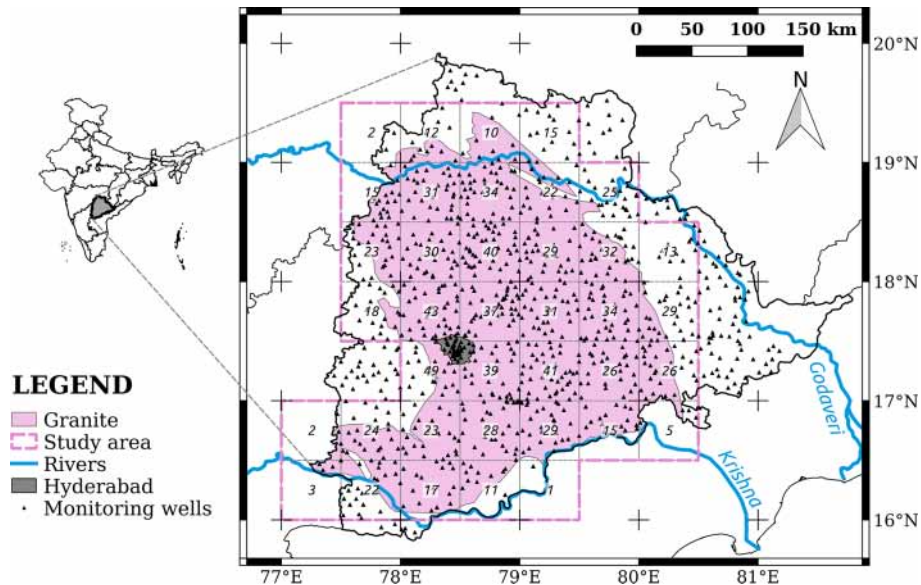 0 50 100 150 km
20°N
N
2 12 10 15
19°N
15 31 34 22 25
23 30 40 29 32 13
18°N
18 43 37 31 34 29
49 39 41 26 26
17°N
2 24 23 28 29 15 5
3 22 17 11 1
16°N
Godaveri
Krishna
77°E 78°E 79°E 80°E 81°E
LEGEND
Granite
Study area
Rivers
Hyderabad
Monitoring wells